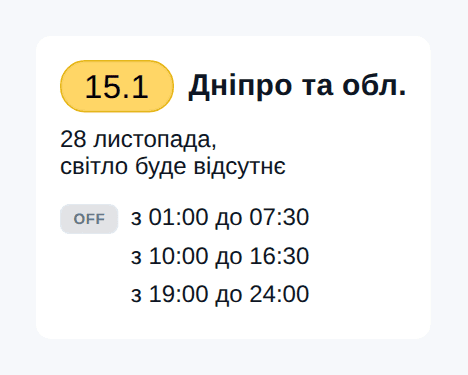 15.1 Дніпро та обл.
28 листопада,
світло буде відсутнє
OFF з 01:00 до 07:30
з 10:00 до 16:30
з 19:00 до 24:00